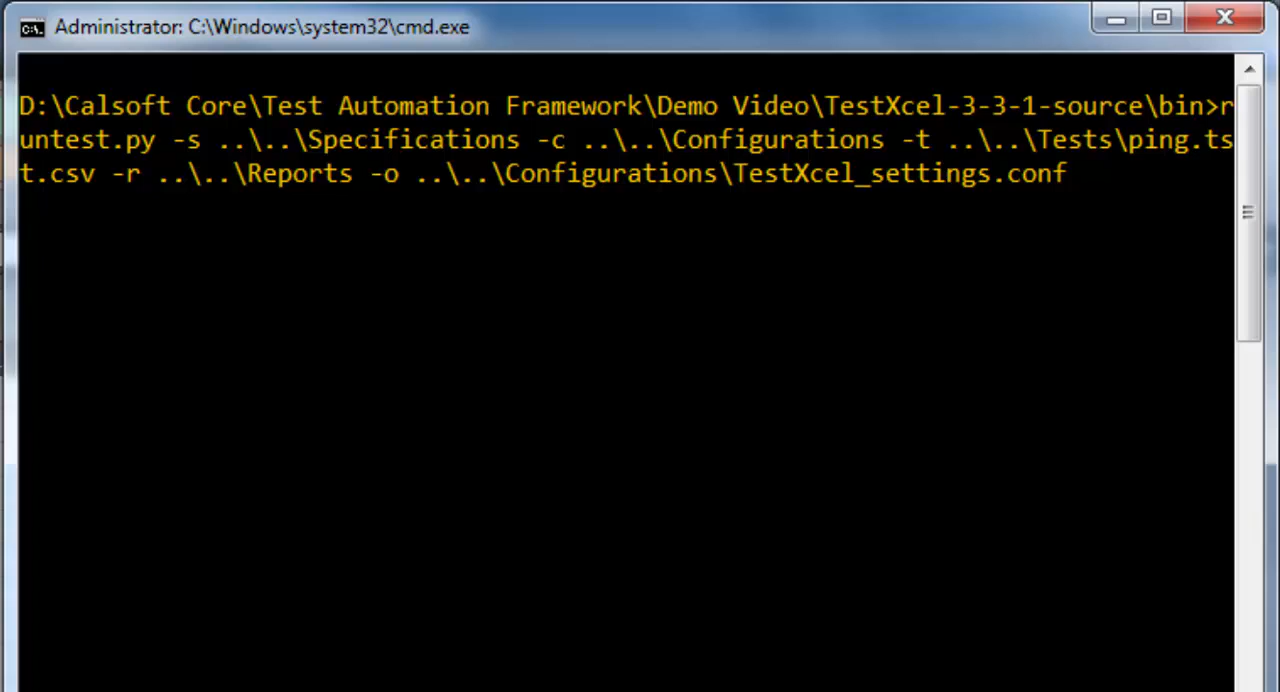 Administrator: C:\Windows\system32\cmd.exe
D:\Calsoft Core\Test Automation Framework\Demo Video\TestXcel-3-3-1-source\bin>r
untest.py -s ..\..\Specifications -c ..\..\Configurations -t ..\..\Tests\ping.ts
t.csv -r ..\..\Reports -o ..\..\Configurations\TestXcel_settings.conf